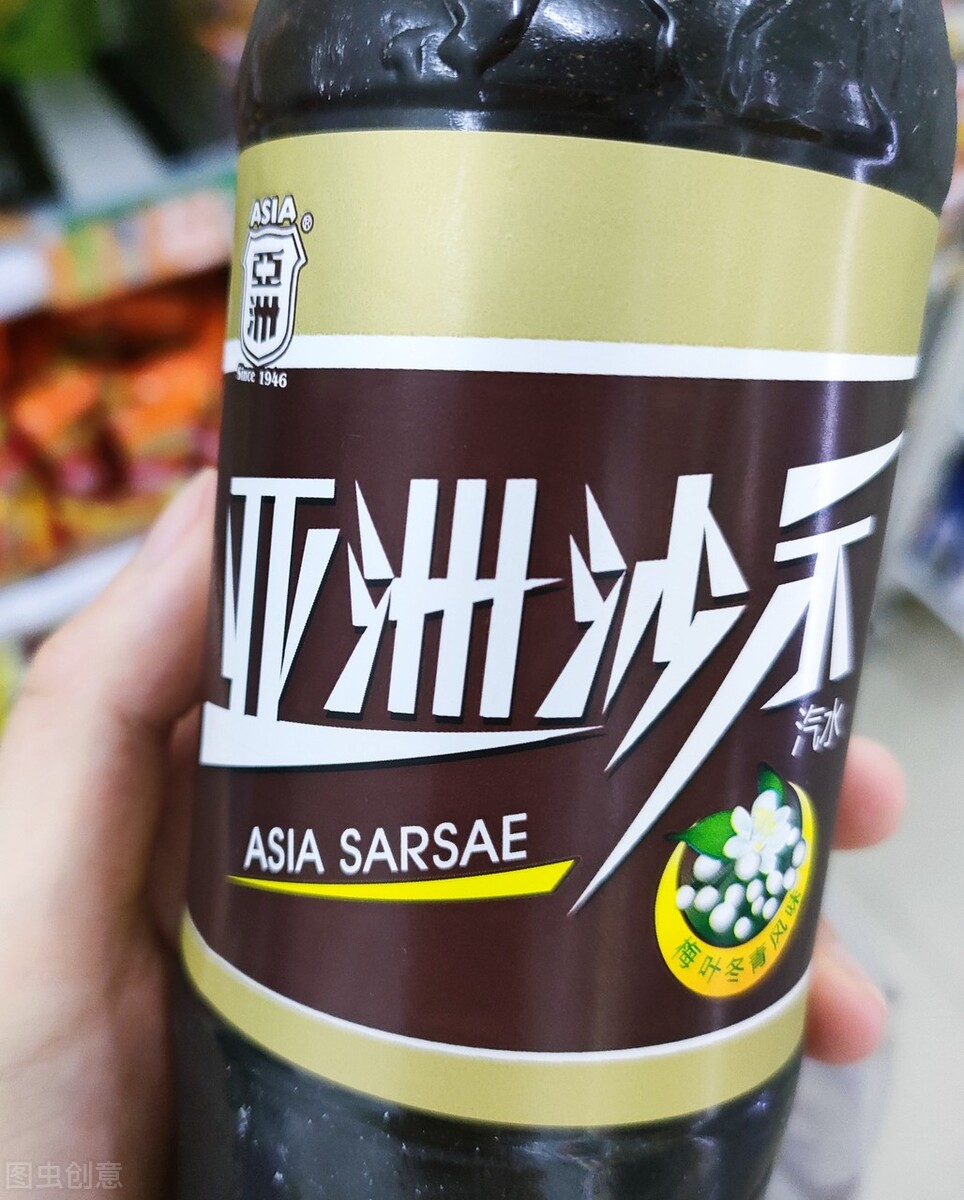 ASIA®
亞洲
Since 1946
亚洲沙示
汽水
ASIA SARSAE
梅叶冬青风味
图虫创意